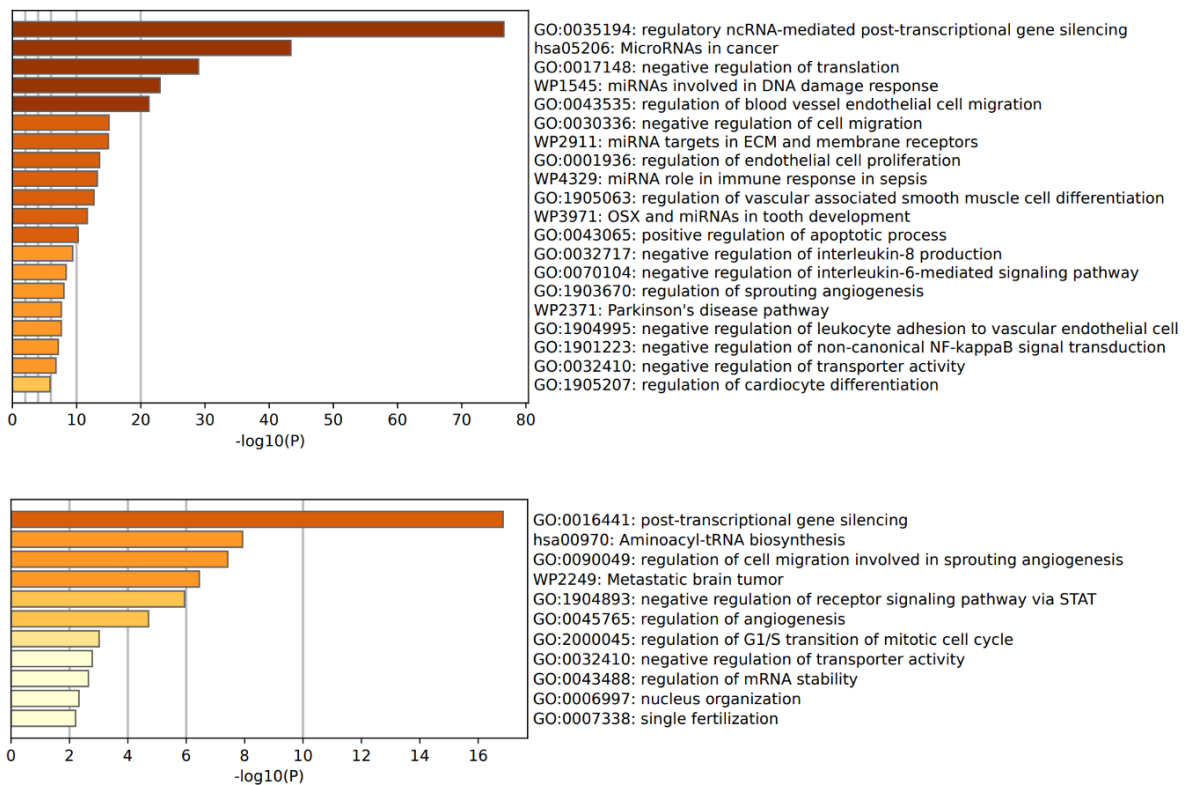 GO:0035194: regulatory ncRNA-mediated post-transcriptional gene silencing
hsa05206: MicroRNAs in cancer
GO:0017148: negative regulation of translation
WP1545: miRNAs involved in DNA damage response
GO:0043535: regulation of blood vessel endothelial cell migration
GO:0030336: negative regulation of cell migration
WP2911: miRNA targets in ECM and membrane receptors
GO:0001936: regulation of endothelial cell proliferation
WP4329: miRNA role in immune response in sepsis
GO:1905063: regulation of vascular associated smooth muscle cell differentiation
WP3971: OSX and miRNAs in tooth development
GO:0043065: positive regulation of apoptotic process
GO:0032717: negative regulation of interleukin-8 production
GO:0070104: negative regulation of interleukin-6-mediated signaling pathway
GO:1903670: regulation of sprouting angiogenesis
WP2371: Parkinson's disease pathway
GO:1904995: negative regulation of leukocyte adhesion to vascular endothelial cell
GO:1901223: negative regulation of non-canonical NF-kappaB signal transduction
GO:0032410: negative regulation of transporter activity
GO:1905207: regulation of cardiocyte differentiation
0 10 20 30 40 50 60 70 80
-log10(P)
GO:0016441: post-transcriptional gene silencing
hsa00970: Aminoacyl-tRNA biosynthesis
GO:0090049: regulation of cell migration involved in sprouting angiogenesis
WP2249: Metastatic brain tumor
GO:1904893: negative regulation of receptor signaling pathway via STAT
GO:0045765: regulation of angiogenesis
GO:2000045: regulation of G1/S transition of mitotic cell cycle
GO:0032410: negative regulation of transporter activity
GO:0043488: regulation of mRNA stability
GO:0006997: nucleus organization
GO:0007338: single fertilization
0 2 4 6 8 10 12 14 16
-log10(P)